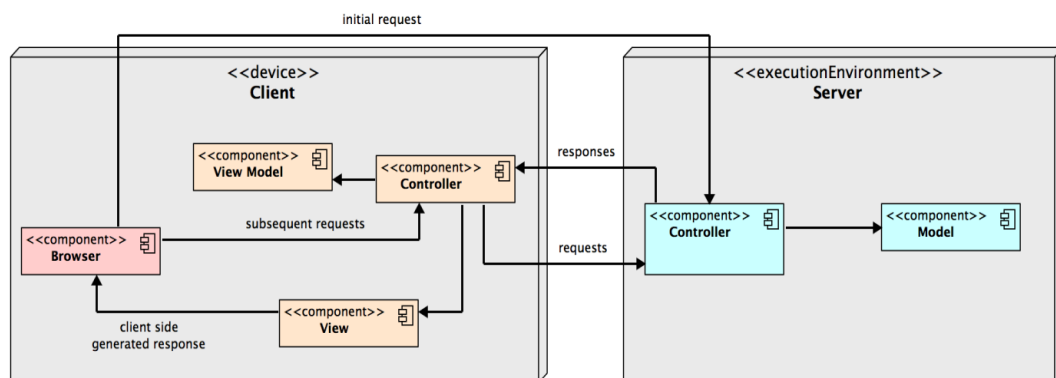 initial request
<<device>>
Client
<<executionEnvironment>>
Server
<<component>>
View Model
<<component>>
Controller
responses
<<component>>
Controller
<<component>>
Model
subsequent requests
<<component>>
Browser
requests
<<component>>
View
client side
generated response